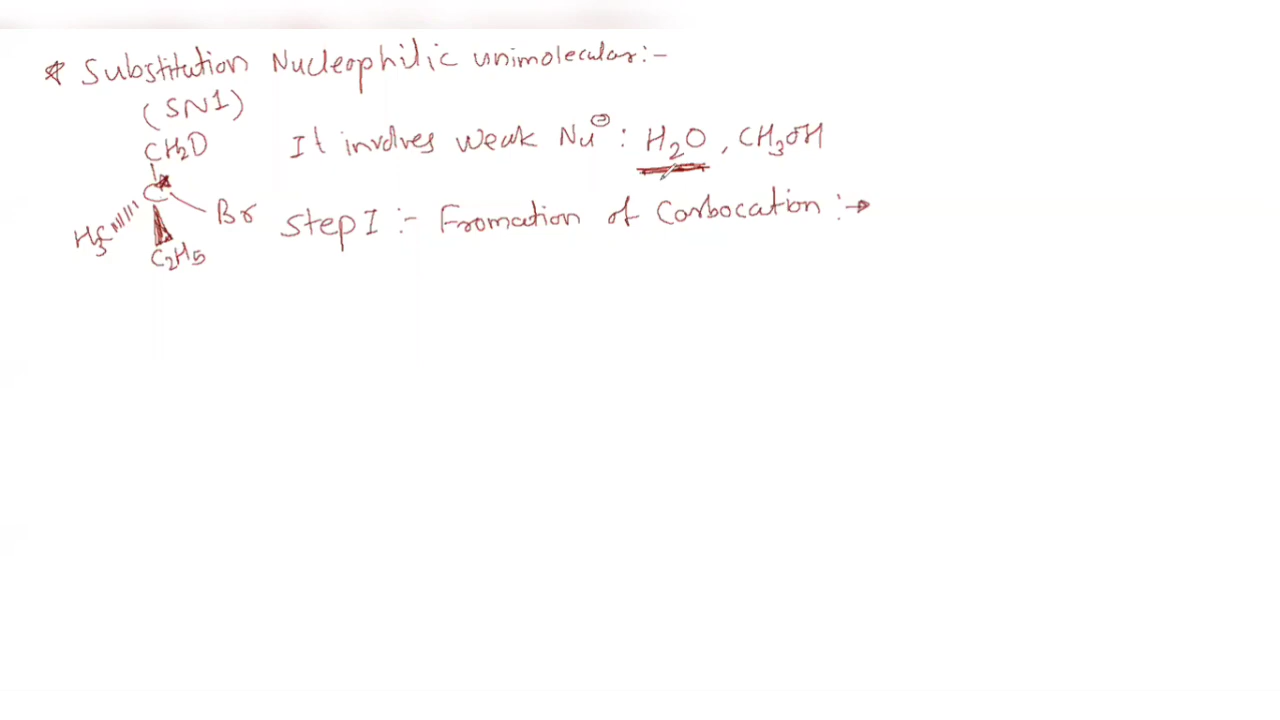 * Substitution Nucleophilic unimolecular:-
(SN1)
CH2D
It involves weak Nu⊖ : H2O, CH3OH
C*
Br
H3C
C2H5
Step I :- Fromation of Carbocation :→